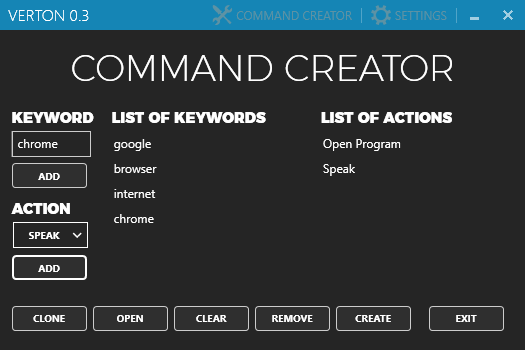 VERTON 0.3 COMMAND CREATOR SETTINGS
COMMAND CREATOR
KEYWORD LIST OF KEYWORDS LIST OF ACTIONS
chrome google Open Program
ADD browser Speak
internet
ACTION chrome
SPEAK
ADD
CLONE OPEN CLEAR REMOVE CREATE EXIT